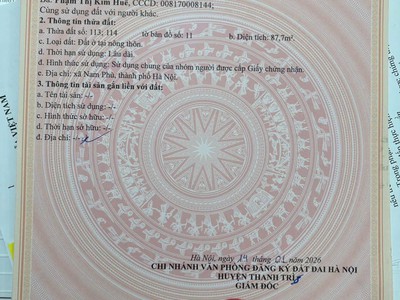 Bà: Phạm Thị Kim Huế, CCCD: 008170008144;
Cùng sử dụng đất với người khác.
2. Thông tin thửa đất:
a. Thửa đất số: 113; 114 tờ bản đồ số: 11 b. Diện tích: 87,7m².
c. Loại đất: Đất ở tại nông thôn.
d. Thời hạn sử dụng: Lâu dài.
đ. Hình thức sử dụng: Sử dụng chung của nhóm người được cấp Giấy chứng nhận.
e. Địa chỉ: xã Nam Phù, thành phố Hà Nội.
3. Thông tin tài sản gắn liền với đất:
a. Tên tài sản: -/-
b. Diện tích sử dụng: -/-
c. Hình thức sở hữu: -/-
d. Thời hạn sở hữu: -/-
đ. Địa chỉ: -/-
Hà Nội, ngày 14 tháng 01 năm 2026
CHI NHÁNH VĂN PHÒNG ĐĂNG KÝ ĐẤT ĐAI HÀ NỘI
HUYỆN THANH TRÌ
GIÁM ĐỐC
VIỆT NAM